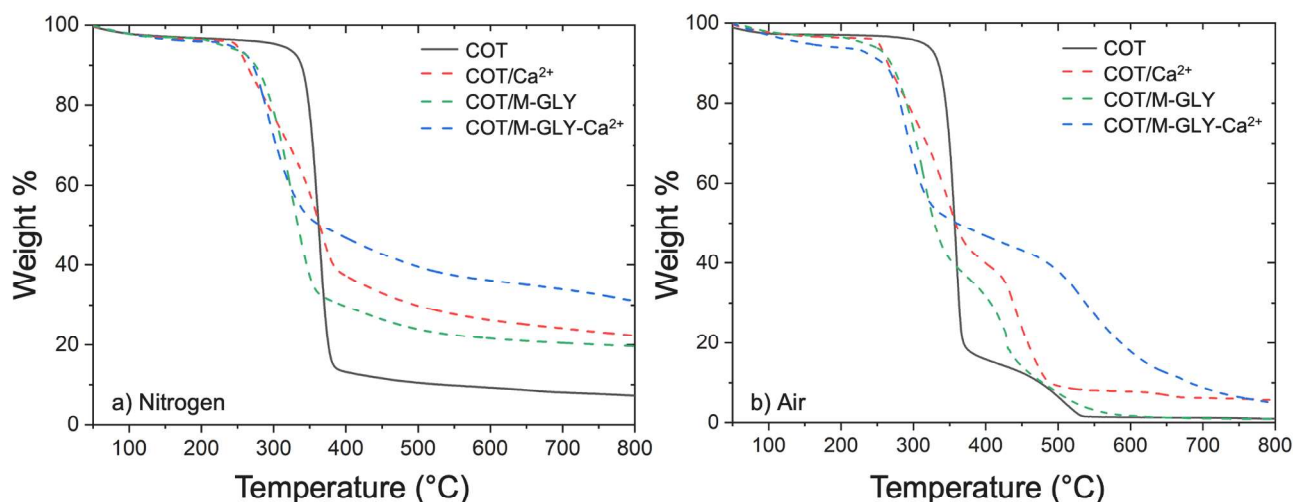 100
80
60
40
20
0
Weight %
COT
COT/Ca²⁺
COT/M-GLY
COT/M-GLY-Ca²⁺
a) Nitrogen
100 200 300 400 500 600 700 800
Temperature (°C)
100
80
60
40
20
0
Weight %
COT
COT/Ca²⁺
COT/M-GLY
COT/M-GLY-Ca²⁺
b) Air
100 200 300 400 500 600 700 800
Temperature (°C)